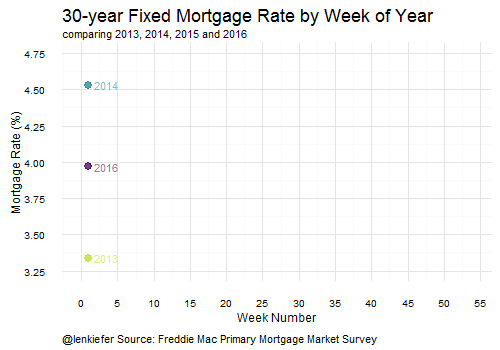 30-year Fixed Mortgage Rate by Week of Year
comparing 2013, 2014, 2015 and 2016
4.75
4.50
4.25
4.00
3.75
3.50
3.25
Mortgage Rate (%)
2014
2016
2013
0 5 10 15 20 25 30 35 40 45 50 55
Week Number
@lenkiefer Source: Freddie Mac Primary Mortgage Market Survey